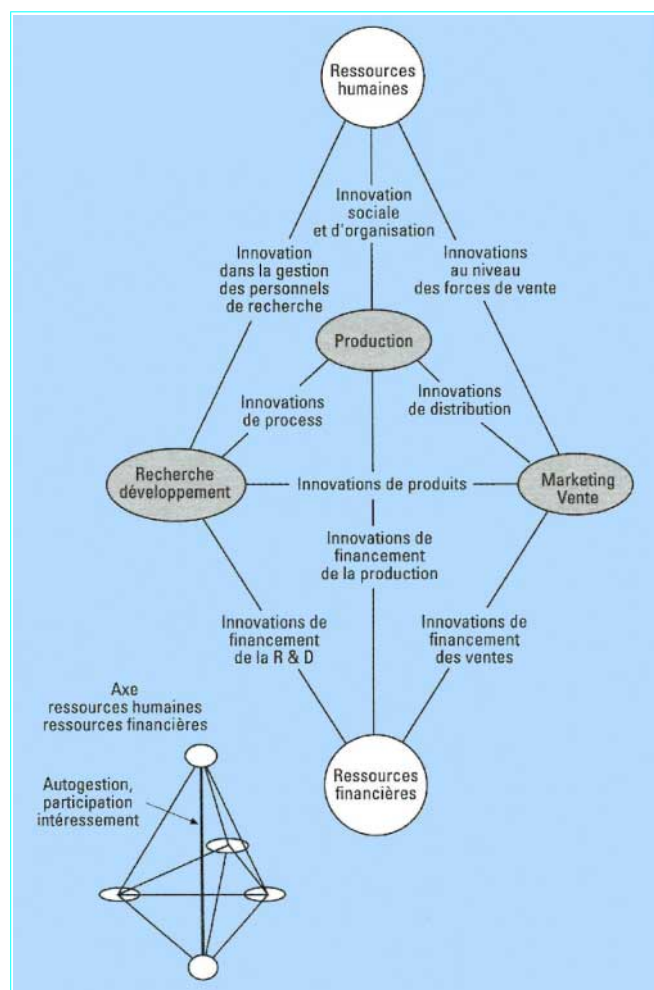 Ressources
humaines
Innovation
sociale
et d'organisation
Innovation
dans la gestion
des personnels
de recherche
Innovations
au niveau
des forces de vente
Production
Innovations
de process
Innovations
de distribution
Recherche
développement
Innovations de produits
Marketing
Vente
Innovations de
financement
de la production
Innovations de
financement
de la R & D
Innovations de
financement
des ventes
Axe
ressources humaines
ressources financières
Autogestion,
participation
intéressement
Ressources
financières